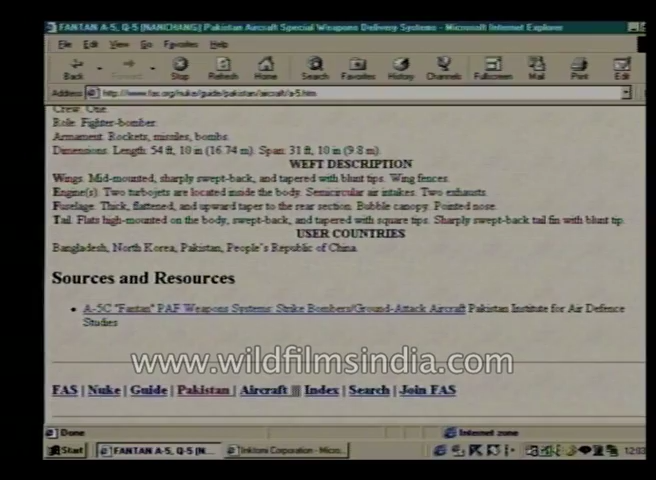 FANTAN A-5, Q-5 [NANCHANG] Pakistan Aircraft Special Weapons Delivery Systems - Microsoft Internet Explorer
File Edit View Go Favorites Help
Back Forward Stop Refresh Home Search Favorites History Channels Fullscreen Mail Print Edit
Address http://www.fas.org/nuke/guide/pakistan/aircraft/a-5.htm
Crew: One.
Role: Fighter-bomber.
Armament: Rockets, missiles, bombs.
Dimensions. Length: 54 ft, 10 in (16.74 m). Span: 31 ft, 10 in (9.8 m).
WEFT DESCRIPTION
Wings. Mid-mounted, sharply swept-back, and tapered with blunt tips. Wing fences.
Engine(s). Two turbojets are located inside the body. Semicircular air intakes. Two exhausts.
Fuselage. Thick, flattened, and upward taper to the rear section. Bubble canopy. Pointed nose.
Tail. Flats high-mounted on the body, swept-back, and tapered with square tips. Sharply swept-back tail fin with blunt tip.
USER COUNTRIES
Bangladesh, North Korea, Pakistan, People"s Republic of China.
Sources and Resources
• A-5C "Fantan" PAF Weapons Systems: Strike Bombers/Ground-Attack Aircraft Pakistan Institute for Air Defence
Studies
www.wildfilmsindia.com
FAS | Nuke | Guide | Pakistan | Aircraft ||| Index | Search | Join FAS
Done Internet zone
Start FANTAN A-5, Q-5 [N... Inktomi Corporation - Micro... 12:03